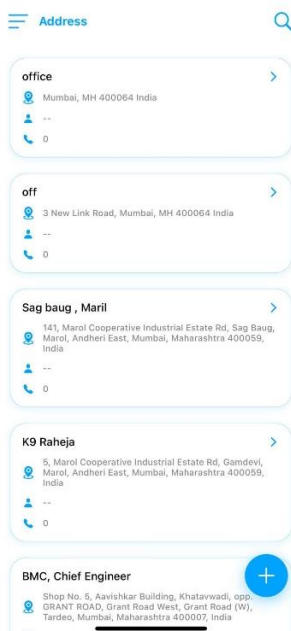 Address
office
Mumbai, MH 400064 India
--
0
off
3 New Link Road, Mumbai, MH 400064 India
--
0
Sag baug , Maril
141, Marol Cooperative Industrial Estate Rd, Sag Baug,
Marol, Andheri East, Mumbai, Maharashtra 400059,
India
--
0
K9 Raheja
5, Marol Cooperative Industrial Estate Rd, Gamdevi,
Marol, Andheri East, Mumbai, Maharashtra 400059,
India
--
0
BMC, Chief Engineer
Shop No. 5, Aavishkar Building, Khatavwadi, opp.
GRANT ROAD, Grant Road West, Grant Road (W),
Tardeo, Mumbai, Maharashtra 400007, India